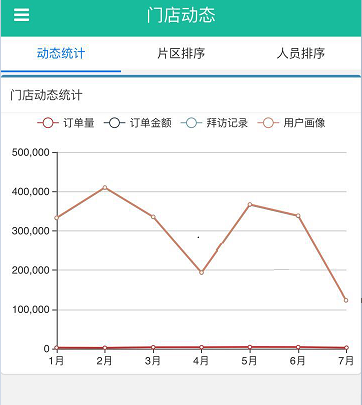 门店动态
动态统计 片区排序 人员排序
门店动态统计
订单量 订单金额 拜访记录 用户画像
500,000
400,000
300,000
200,000
100,000
0
1月 2月 3月 4月 5月 6月 7月